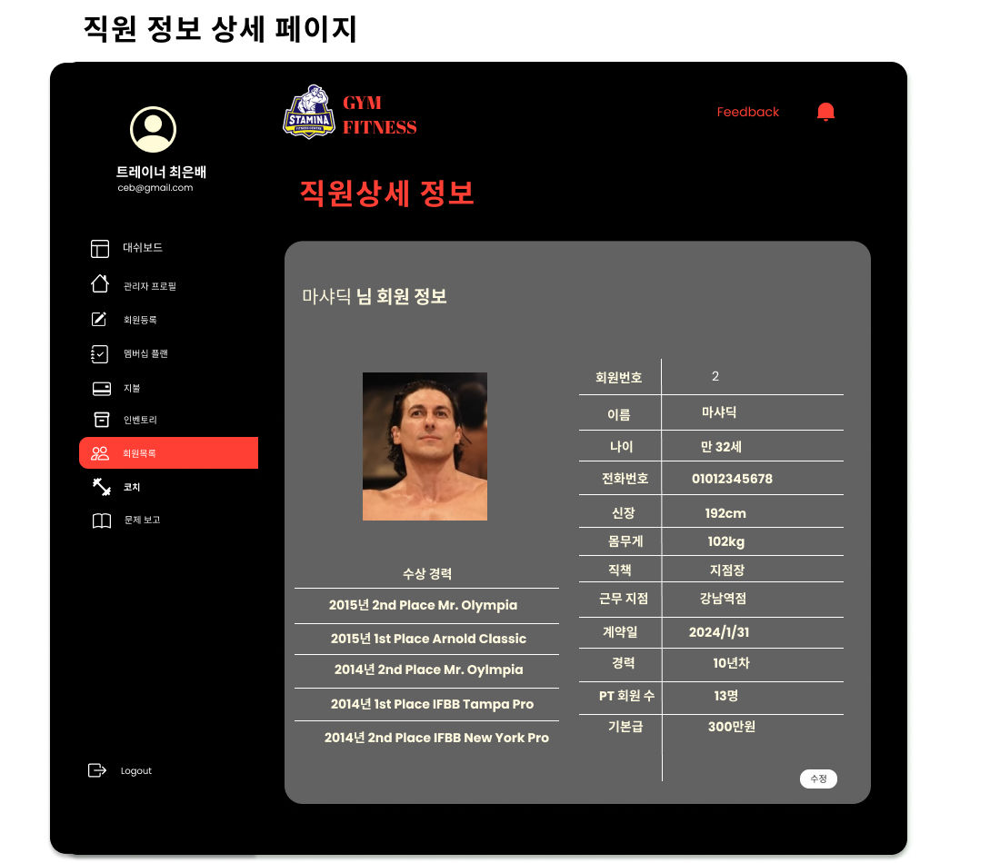 직원 정보 상세 페이지
트레이너 최은배
ceb@gmail.com
대쉬보드
관리자 프로필
회원등록
멤버십 플랜
지불
인벤토리
회원목록
코치
문제 보고
Logout
STAMINA
FITNESS CENTRE
GYM
FITNESS
Feedback
직원상세 정보
마샤딕 님 회원 정보
수상 경력
2015년 2nd Place Mr. Olympia
2015년 1st Place Arnold Classic
2014년 2nd Place Mr. Oylmpia
2014년 1st Place IFBB Tampa Pro
2014년 2nd Place IFBB New York Pro
회원번호 2
이름 마샤딕
나이 만 32세
전화번호 01012345678
신장 192cm
몸무게 102kg
직책 지점장
근무 지점 강남역점
계약일 2024/1/31
경력 10년차
PT 회원 수 13명
기본급 300만원
수정